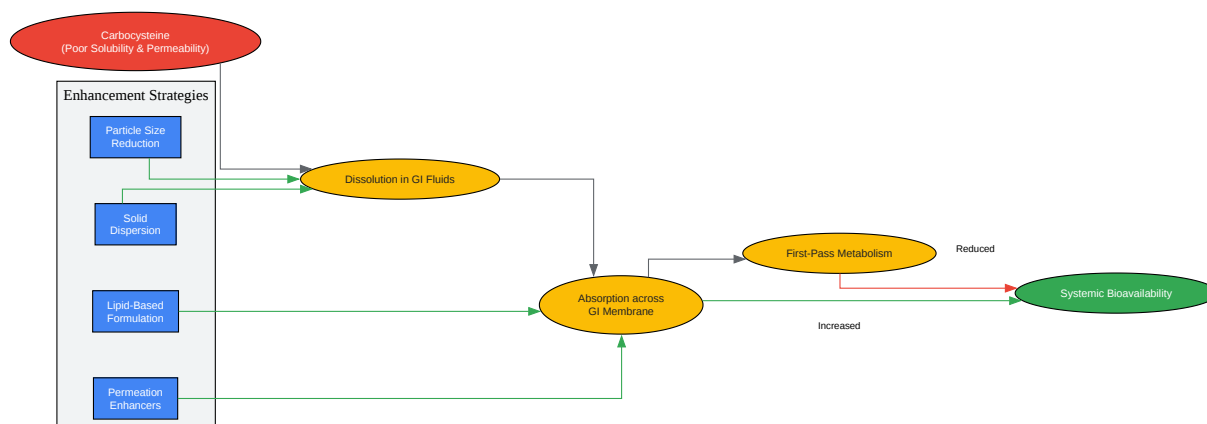 Carbocysteine
(Poor Solubility & Permeability)
Enhancement Strategies
Particle Size
Reduction
Solid
Dispersion
Lipid-Based
Formulation
Permeation
Enhancers
Dissolution in GI Fluids
Absorption across
GI Membrane
First-Pass Metabolism
Reduced
Increased
Systemic Bioavailability